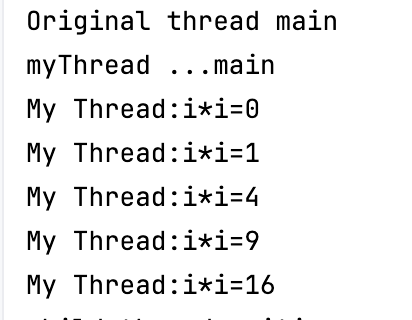 Original thread main
myThread ...main
My Thread:i*i=0
My Thread:i*i=1
My Thread:i*i=4
My Thread:i*i=9
My Thread:i*i=16